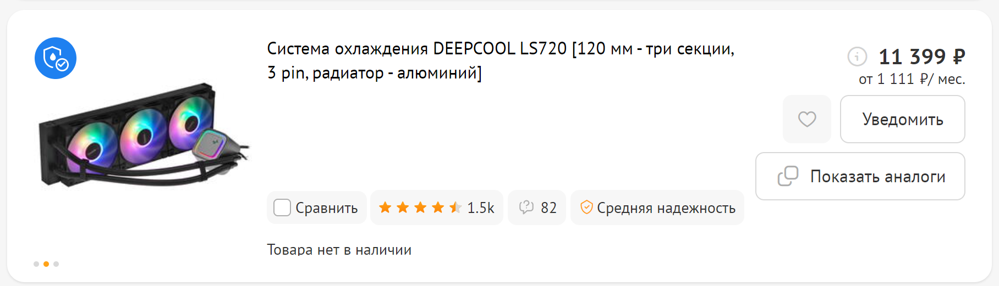 Система охлаждения DEEPCOOL LS720 [120 мм - три секции,
3 pin, радиатор - алюминий]
11 399 ₽
от 1 111 ₽/ мес.
Уведомить
Показать аналоги
Сравнить
1.5k
82
Средняя надежность
Товара нет в наличии